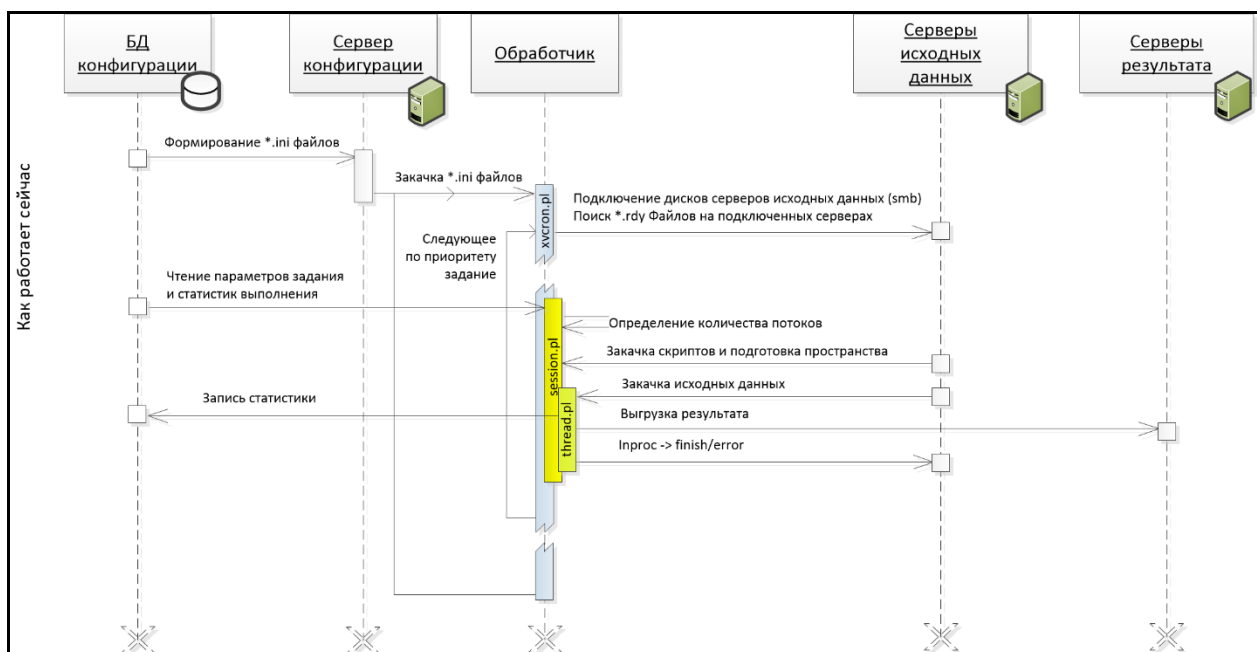 БД
конфигурации
Сервер
конфигурации
Обработчик
Серверы
исходных
данных
Серверы
результата
Как работает сейчас
Формирование *.ini файлов
Закачка *.ini файлов
xvcron.pl
Подключение дисков серверов исходных данных (smb)
Поиск *.rdy Файлов на подключенных серверах
Следующее
по приоритету
задание
Чтение параметров задания
и статистик выполнения
session.pl
Определение количества потоков
Закачка скриптов и подготовка пространства
Закачка исходных данных
Запись статистики
thread.pl
Выгрузка результата
Inproc -> finish/error